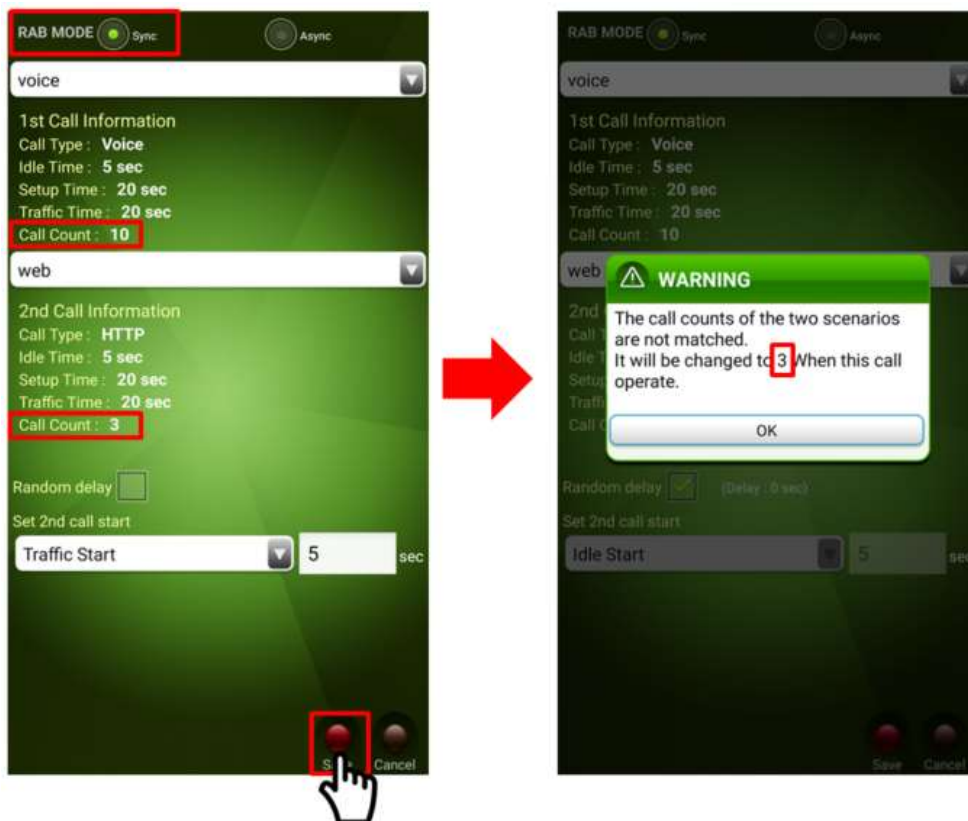 RAB MODE Sync Async
voice
1st Call Information
Call Type : Voice
Idle Time : 5 sec
Setup Time : 20 sec
Traffic Time : 20 sec
Call Count : 10
web
2nd Call Information
Call Type : HTTP
Idle Time : 5 sec
Setup Time : 20 sec
Traffic Time : 20 sec
Call Count : 3
Random delay
Set 2nd call start
Traffic Start 5 sec
Cancel
RAB MODE Sync Async
voice
1st Call Information
Call Type : Voice
Idle Time : 5 sec
Setup Time : 20 sec
Traffic Time : 20 sec
Call Count : 10
web
WARNING
The call counts of the two scenarios
are not matched.
It will be changed to 3 When this call
operate.
OK
2nd
Call
Idle
Setup
Call
Random delay (Delay : 0 sec)
Set 2nd call start
Idle Start 5 sec
Save Cancel